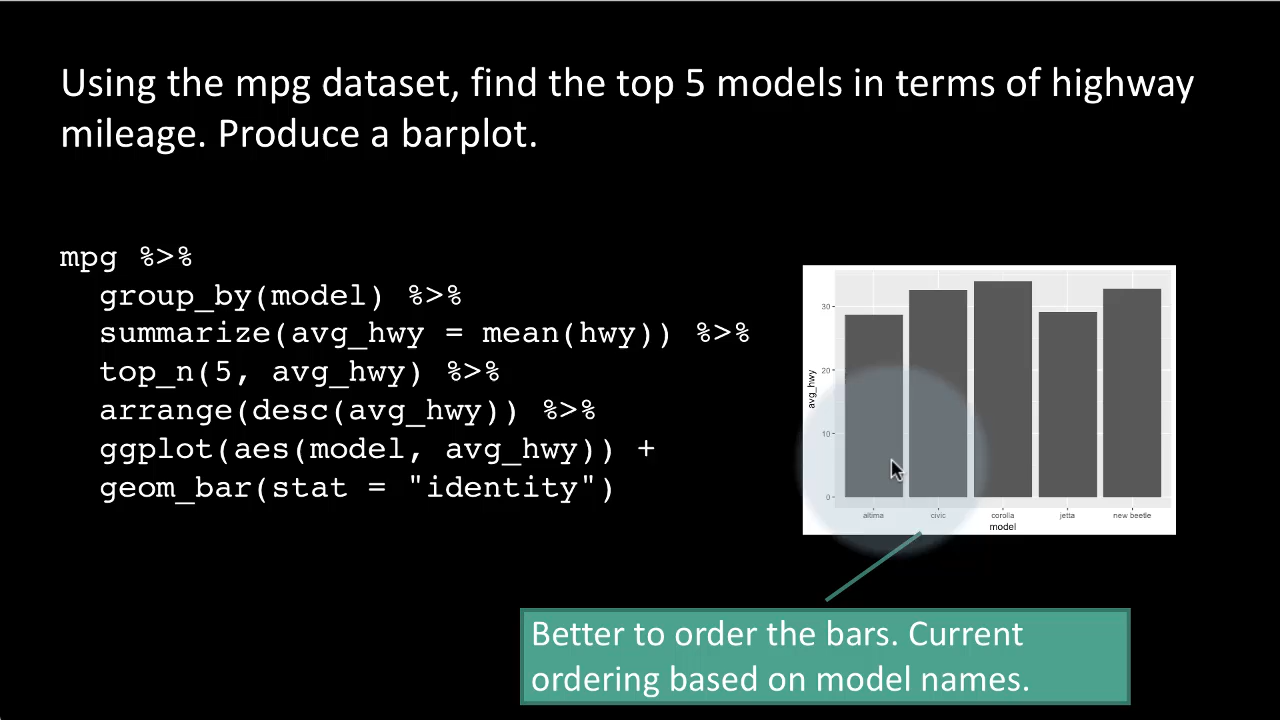 Using the mpg dataset, find the top 5 models in terms of highway
mileage. Produce a barplot.
mpg %>%
group_by(model) %>%
summarize(avg_hwy = mean(hwy)) %>%
top_n(5, avg_hwy) %>%
arrange(desc(avg_hwy)) %>%
ggplot(aes(model, avg_hwy)) +
geom_bar(stat = "identity")
30
20
10
0
avg_hwy
altima civic corolla jetta new beetle
model
Better to order the bars. Current
ordering based on model names.